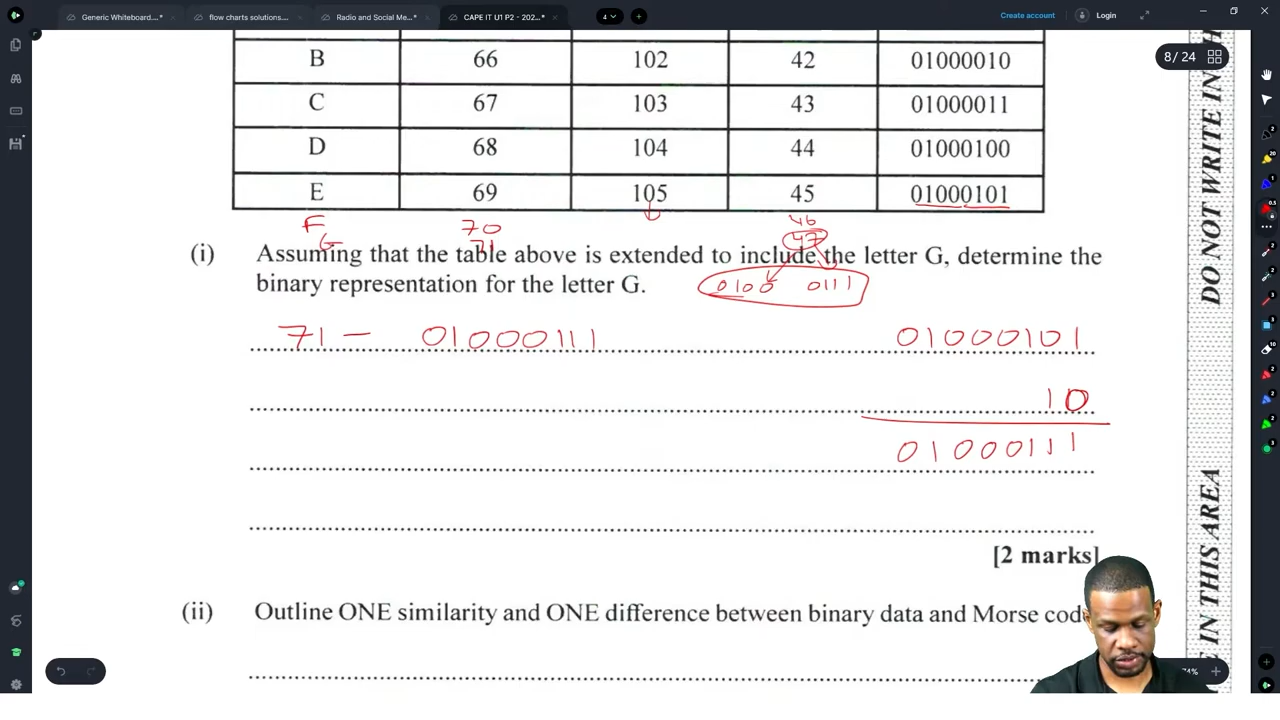 Generic Whiteboard....* flow charts solutions.... Radio and Social Me...* CAPE IT U1 P2 - 202...* 4 Create account Login
8 / 24
B 66 102 42 01000010
C 67 103 43 01000011
D 68 104 44 01000100
E 69 105 45 01000101
F 70 46
G 71 47
(i) Assuming that the table above is extended to include the letter G, determine the
binary representation for the letter G.
0100 0111
71 - 01000111 01000101
10
01000111
[2 marks]
(ii) Outline ONE similarity and ONE difference between binary data and Morse cod
DO NOT WRITE IN
IN THIS AREA